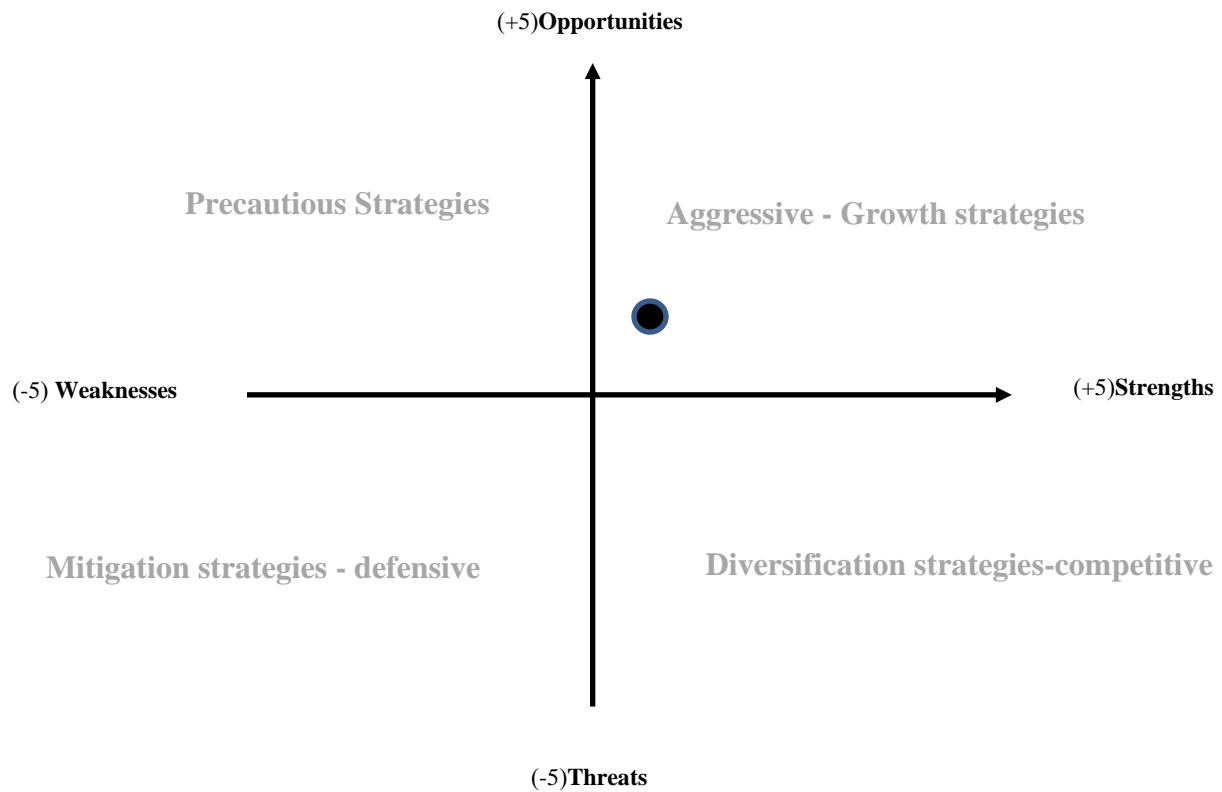 (+5)Opportunities
Precautious Strategies
Aggressive - Growth strategies
(-5) Weaknesses
(+5)Strengths
Mitigation strategies - defensive
Diversification strategies-competitive
(-5)Threats